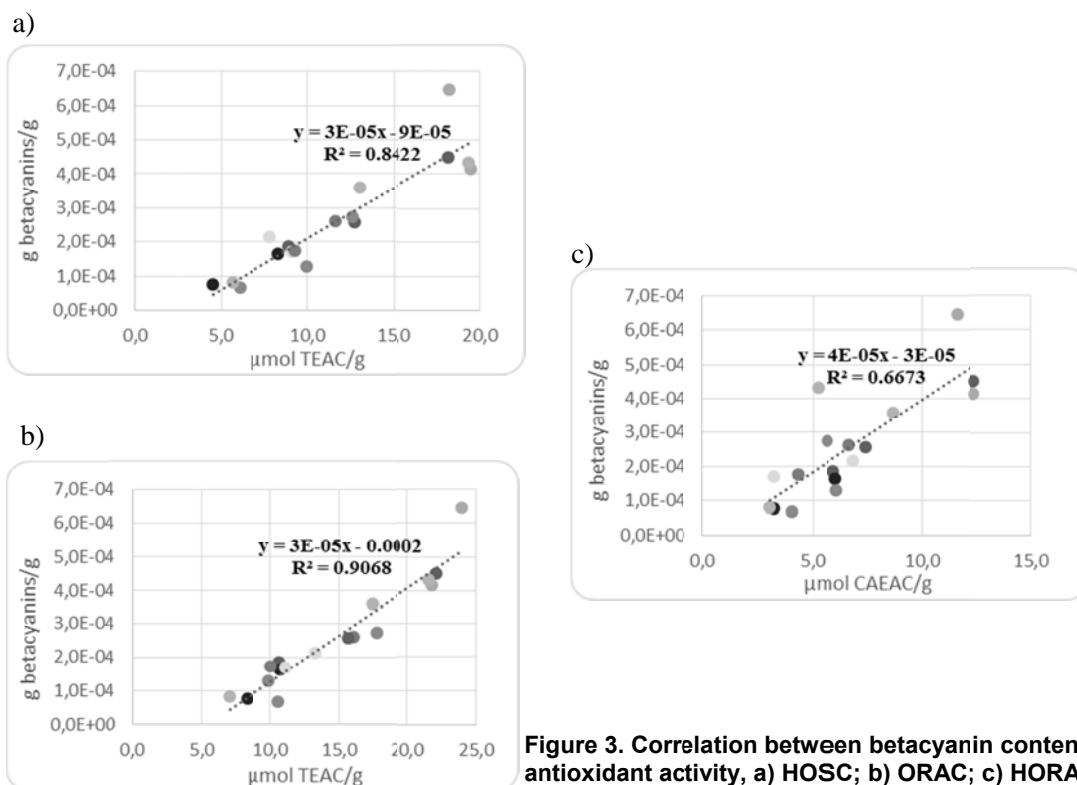 a)
7,0E-04
6,0E-04
5,0E-04
4,0E-04
3,0E-04
2,0E-04
1,0E-04
0,0E+00
g betacyanins/g
y = 3E-05x - 9E-05
R² = 0.8422
0,0 5,0 10,0 15,0 20,0
µmol TEAC/g
b)
7,0E-04
6,0E-04
5,0E-04
4,0E-04
3,0E-04
2,0E-04
1,0E-04
0,0E+00
g betacyanins/g
y = 3E-05x - 0.0002
R² = 0.9068
0,0 5,0 10,0 15,0 20,0 25,0
µmol TEAC/g
c)
7,0E-04
6,0E-04
5,0E-04
4,0E-04
3,0E-04
2,0E-04
1,0E-04
0,0E+00
g betacyanins/g
y = 4E-05x - 3E-05
R² = 0.6673
0,0 5,0 10,0 15,0
µmol CAEAC/g
Figure 3. Correlation between betacyanin conten
antioxidant activity, a) HOSC; b) ORAC; c) HORA